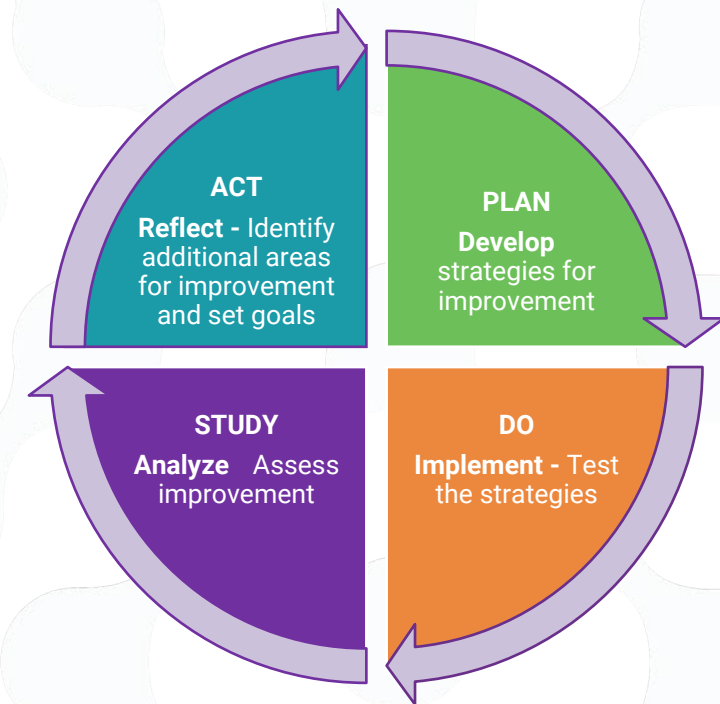 ACT
Reflect - Identify
additional areas
for improvement
and set goals
PLAN
Develop
strategies for
improvement
STUDY
Analyze Assess
improvement
DO
Implement - Test
the strategies